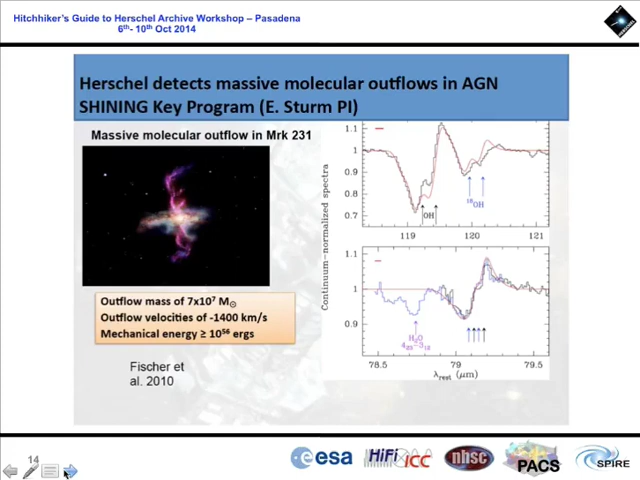 Hitchhiker's Guide to Herschel Archive Workshop – Pasadena
6th- 10th Oct 2014
Herschel detects massive molecular outflows in AGN
SHINING Key Program (E. Sturm PI)
Massive molecular outflow in Mrk 231
Outflow mass of 7x10⁷ M☉
Outflow velocities of -1400 km/s
Mechanical energy ≥ 10⁵⁶ ergs
Fischer et
al. 2010
Continuum-normalized spectra
1.1
1
0.9
0.8
0.7
OH
¹⁸OH
119
120
121
1.1
1
0.9
H₂O
78.5
79
79.5
λrest (μm)
14
esa
HIFI ICC
nhsc
PACS
SPIRE